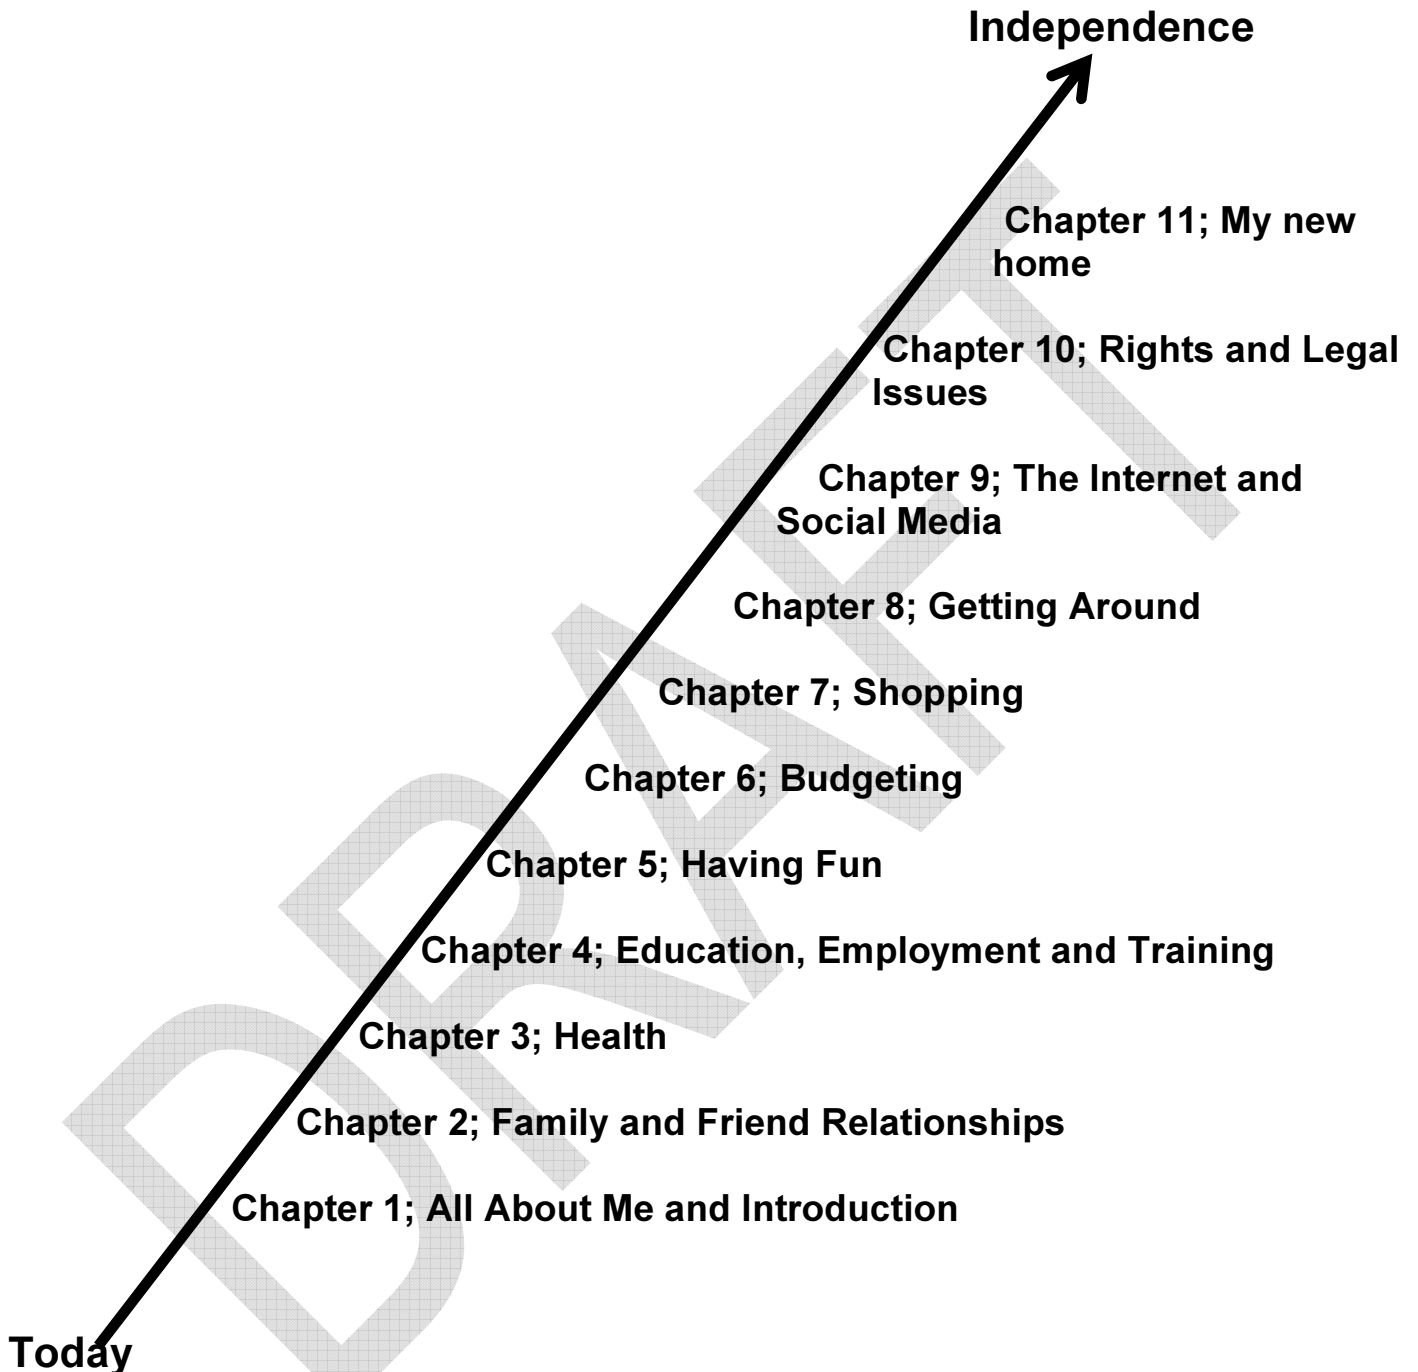 Independence
Chapter 11; My new
home
Chapter 10; Rights and Legal
Issues
Chapter 9; The Internet and
Social Media
Chapter 8; Getting Around
Chapter 7; Shopping
Chapter 6; Budgeting
Chapter 5; Having Fun
Chapter 4; Education, Employment and Training
Chapter 3; Health
Chapter 2; Family and Friend Relationships
Chapter 1; All About Me and Introduction
Today
DRAFT